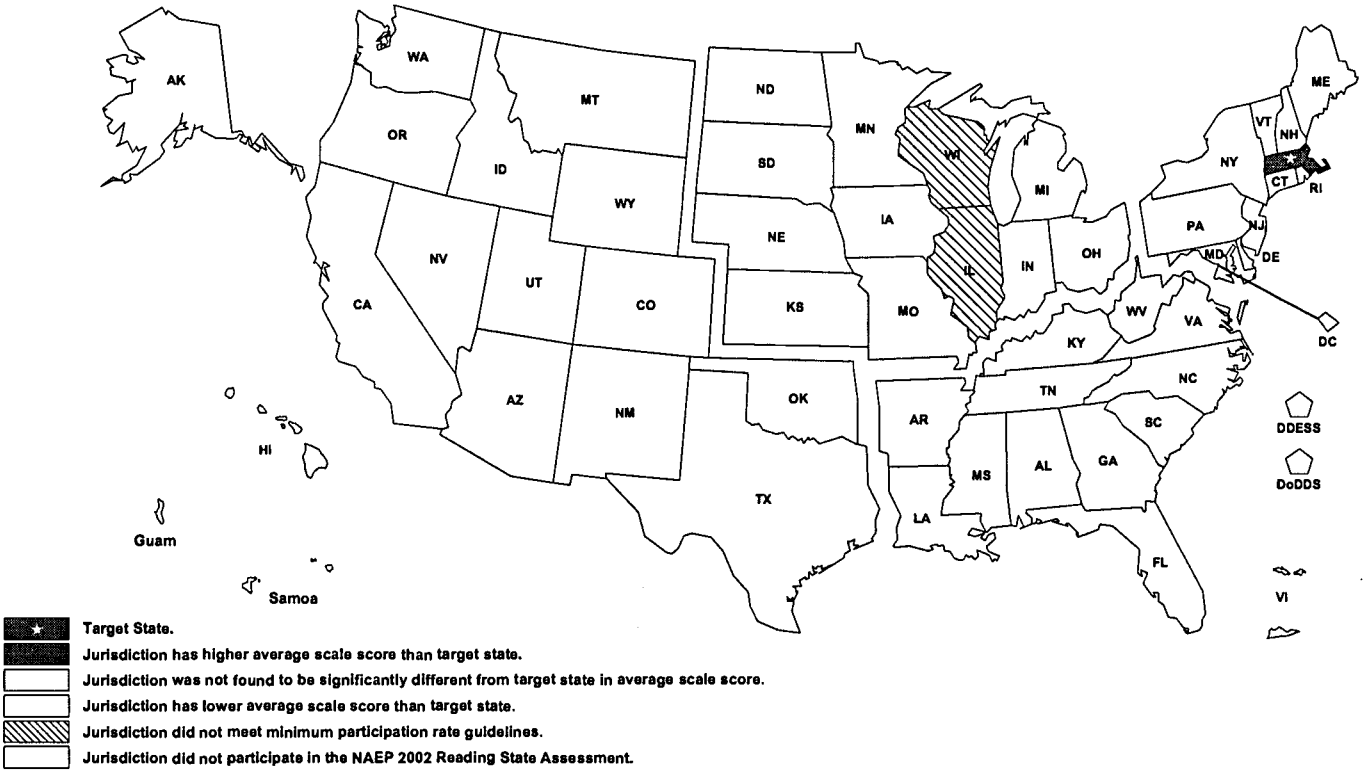 AK
WA
MT
ND
MN
ME
VT
NH
OR
ID
SD
WI
NY
MI
WY
CT
RI
IA
NE
PA
NJ
NV
UT
CO
IL
IN
OH
MD
DE
CA
KS
MO
WV
VA
KY
DC
AZ
NM
OK
AR
TN
NC
SC
DDESS
HI
MS
AL
GA
DoDDS
TX
LA
Guam
FL
Samoa
VI
Target State.
Jurisdiction has higher average scale score than target state.
Jurisdiction was not found to be significantly different from target state in average scale score.
Jurisdiction has lower average scale score than target state.
Jurisdiction did not meet minimum participation rate guidelines.
Jurisdiction did not participate in the NAEP 2002 Reading State Assessment.